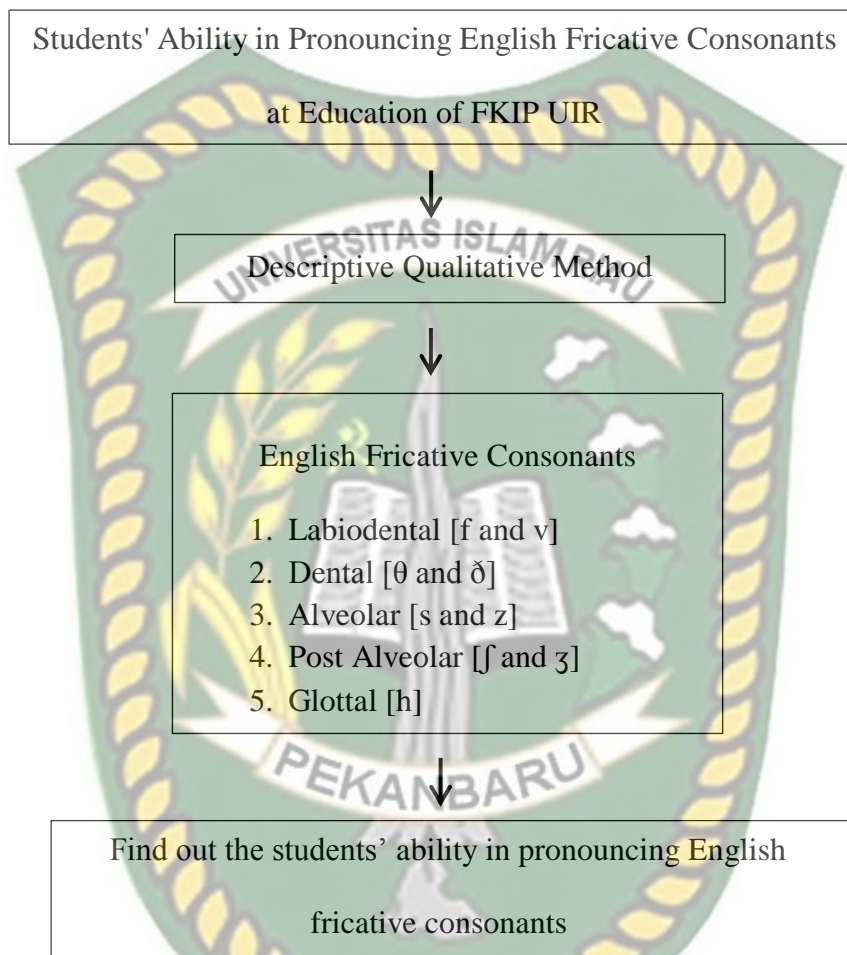 Students' Ability in Pronouncing English Fricative Consonants
at Education of FKIP UIR
UNIVERSITAS ISLAM RIAU
Descriptive Qualitative Method
English Fricative Consonants
1. Labiodental [f and v]
2. Dental [θ and ð]
3. Alveolar [s and z]
4. Post Alveolar [ʃ and ʒ]
5. Glottal [h]
PEKANBARU
Find out the students’ ability in pronouncing English
fricative consonants